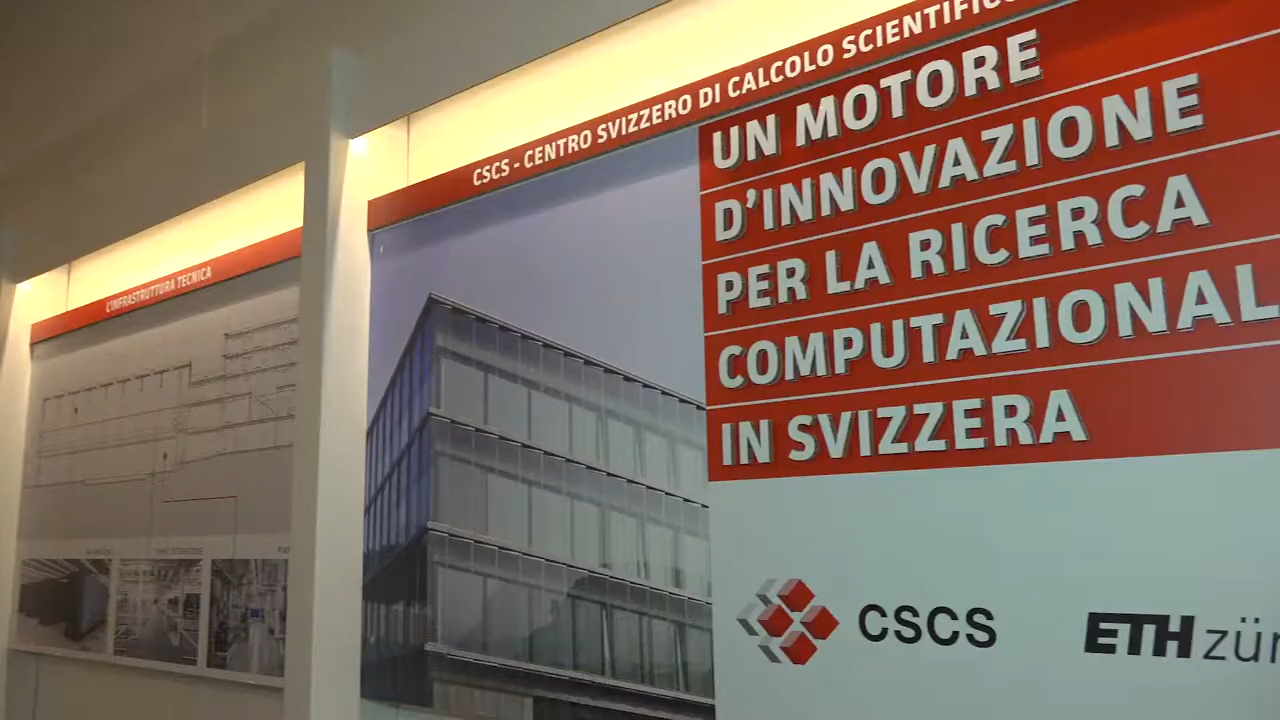 CSCS - CENTRO SVIZZERO DI CALCOLO SCIENTIFICO
UN MOTORE
D'INNOVAZIONE
PER LA RICERCA
COMPUTAZIONAL
IN SVIZZERA
CSCS
ETH zür
L'INFRASTRUTTURA TECNICA